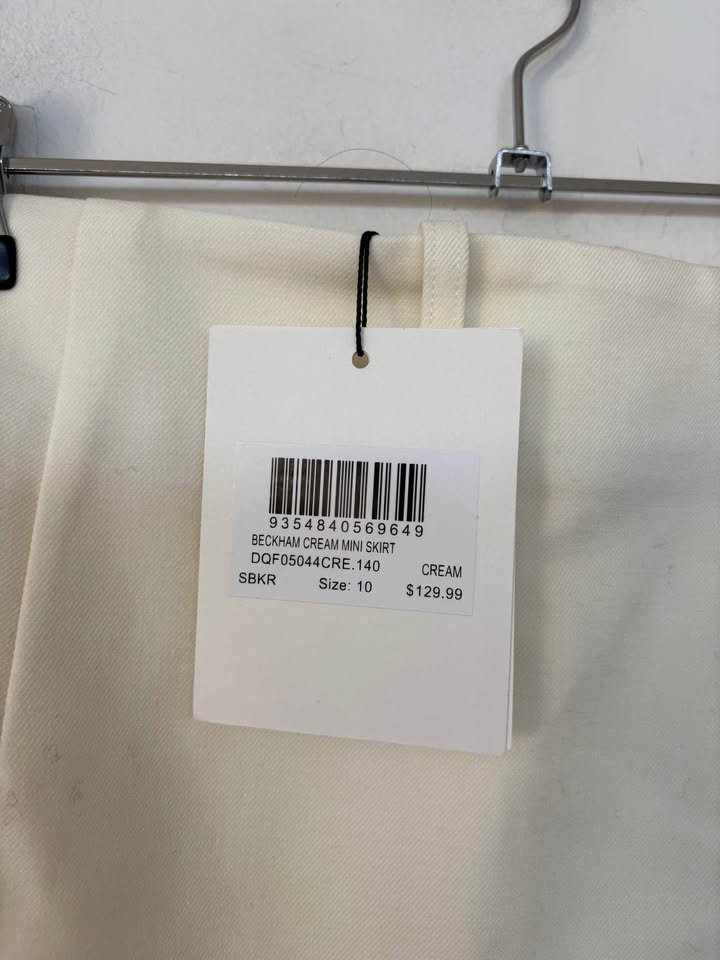 9354840569649
BECKHAM CREAM MINI SKIRT
DQF05044CRE.140
CREAM
SBKR Size: 10 $129.99